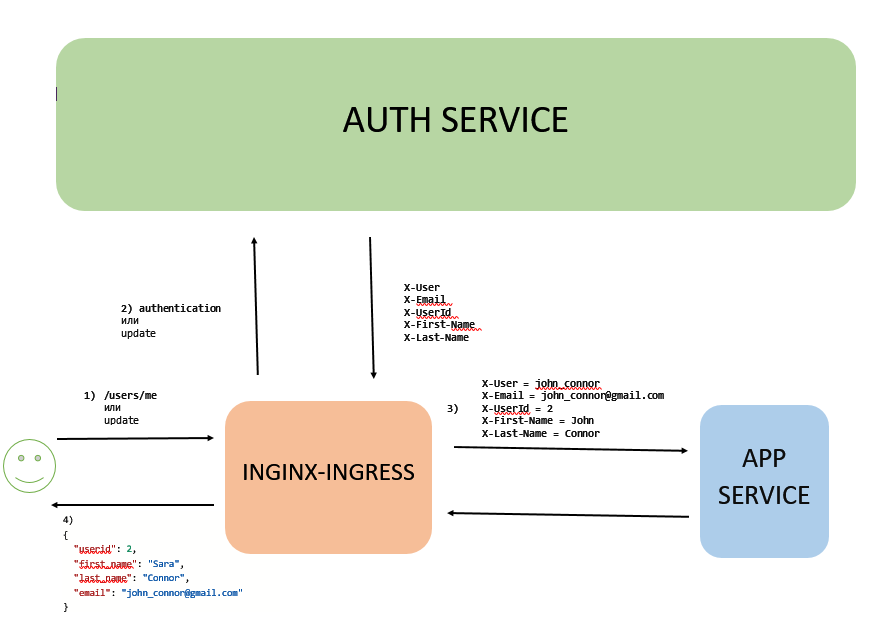 AUTH SERVICE
2) authentication
или
update
X-User
X-Email
X-UserId
X-First-Name
X-Last-Name
1) /users/me
или
update
3)
X-User = john_connor
X-Email = john_connor@gmail.com
X-UserId = 2
X-First-Name = John
X-Last-Name = Connor
INGINX-INGRESS
APP
SERVICE
4)
{
"userid": 2,
"first_name": "Sara",
"last_name": "Connor",
"email": "john_connor@gmail.com"
}